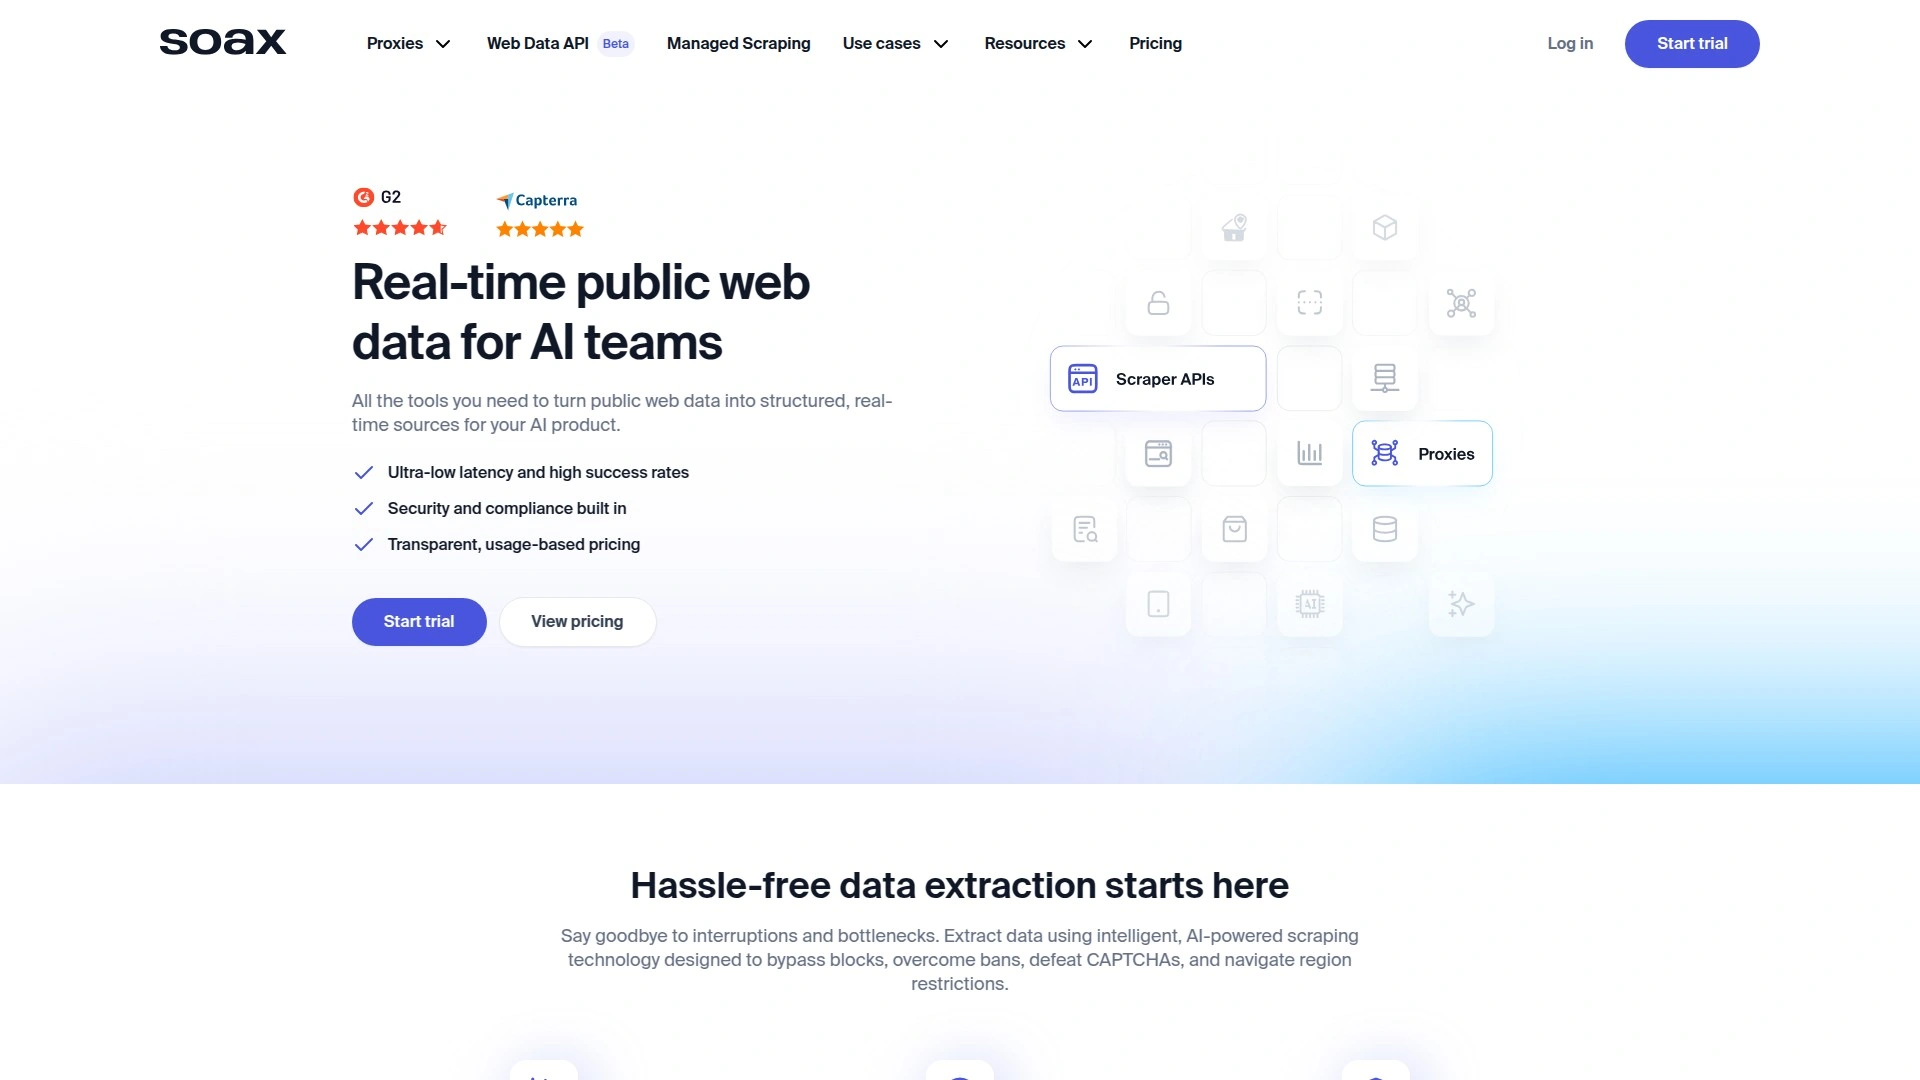 soax
Proxies
Web Data API Beta
Managed Scraping
Use cases
Resources
Pricing
Log in
Start trial
G2
Capterra
Real-time public web
data for AI teams
All the tools you need to turn public web data into structured, real-
time sources for your AI product.
Ultra-low latency and high success rates
Security and compliance built in
Transparent, usage-based pricing
Start trial
View pricing
API
Scraper APIs
Proxies
AI
Hassle-free data extraction starts here
Say goodbye to interruptions and bottlenecks. Extract data using intelligent, AI-powered scraping
technology designed to bypass blocks, overcome bans, defeat CAPTCHAs, and navigate region
restrictions.